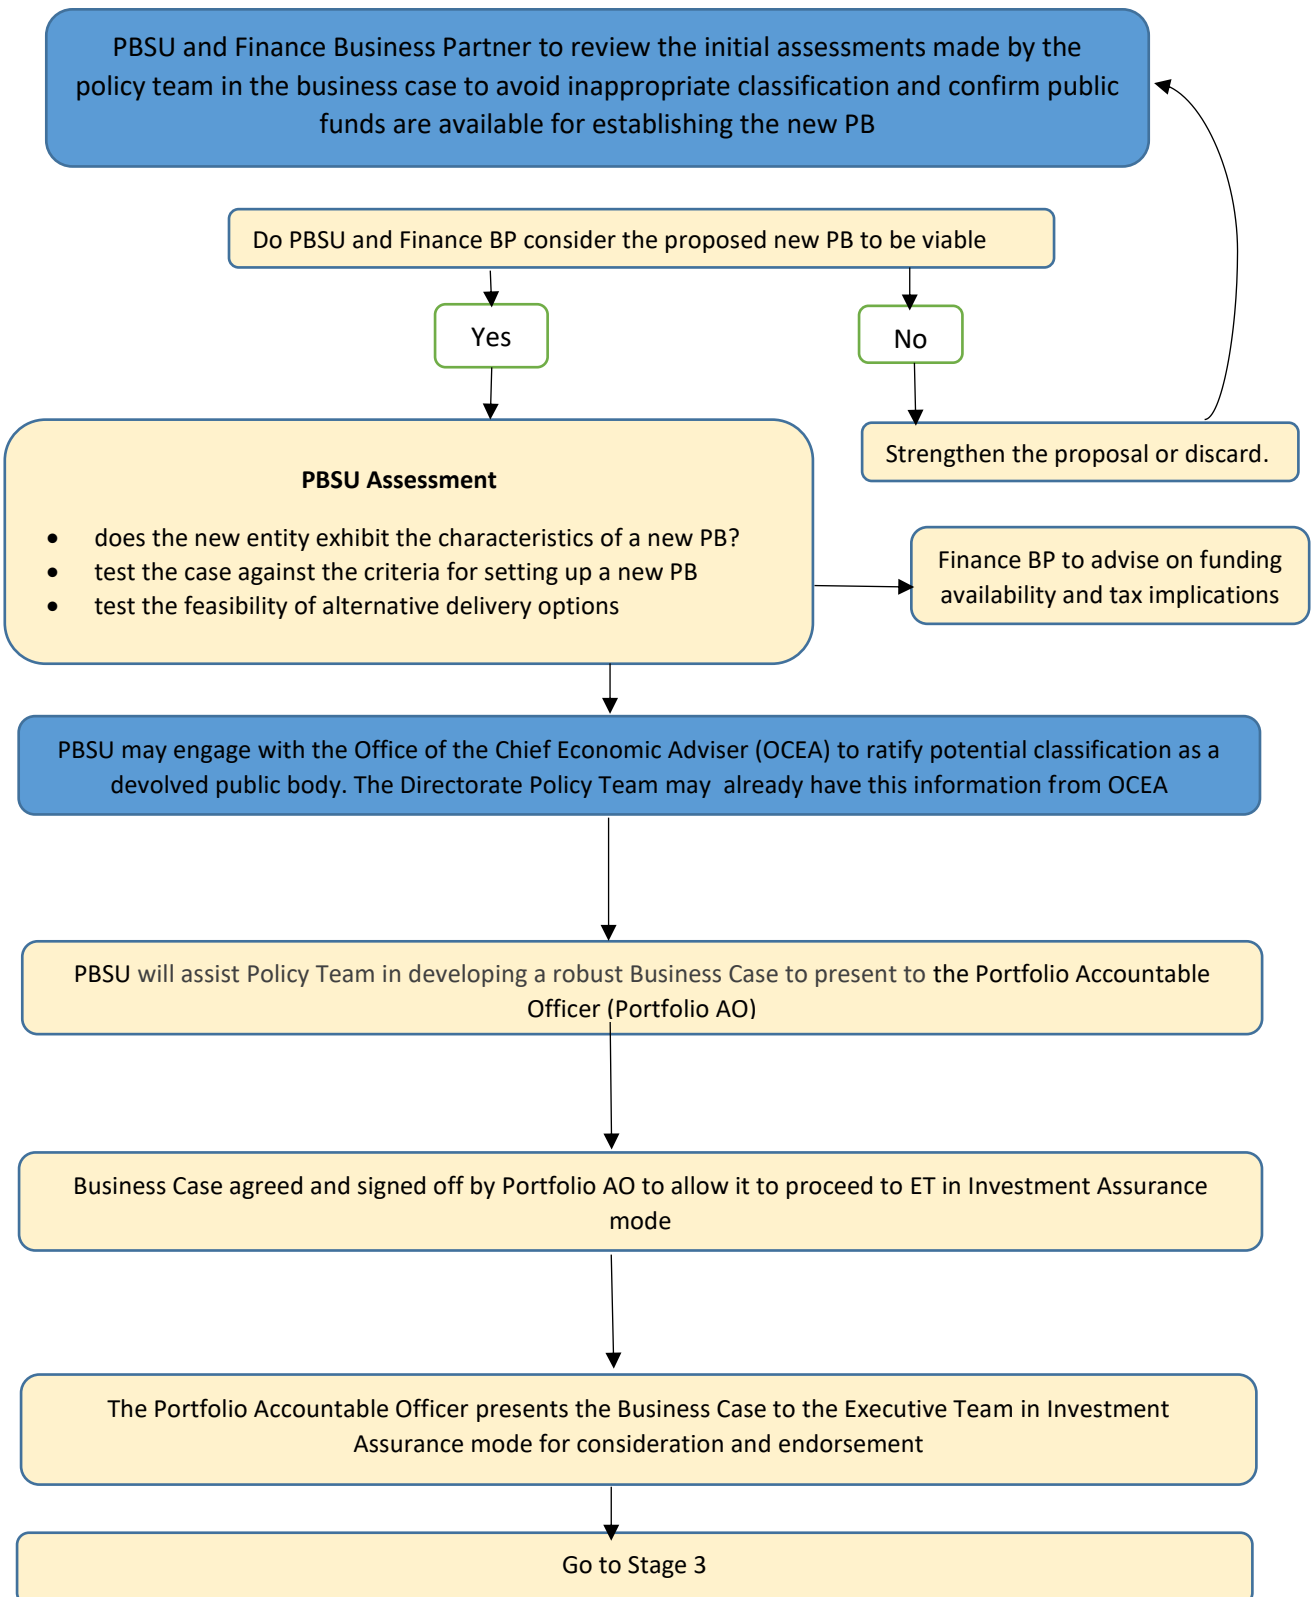 PBSU and Finance Business Partner to review the initial assessments made by the
policy team in the business case to avoid inappropriate classification and confirm public
funds are available for establishing the new PB
Do PBSU and Finance BP consider the proposed new PB to be viable
Yes
No
Strengthen the proposal or discard.
PBSU Assessment
• does the new entity exhibit the characteristics of a new PB?
• test the case against the criteria for setting up a new PB
• test the feasibility of alternative delivery options
Finance BP to advise on funding
availability and tax implications
PBSU may engage with the Office of the Chief Economic Adviser (OCEA) to ratify potential classification as a
devolved public body. The Directorate Policy Team may already have this information from OCEA
PBSU will assist Policy Team in developing a robust Business Case to present to the Portfolio Accountable
Officer (Portfolio AO)
Business Case agreed and signed off by Portfolio AO to allow it to proceed to ET in Investment Assurance
mode
The Portfolio Accountable Officer presents the Business Case to the Executive Team in Investment
Assurance mode for consideration and endorsement
Go to Stage 3